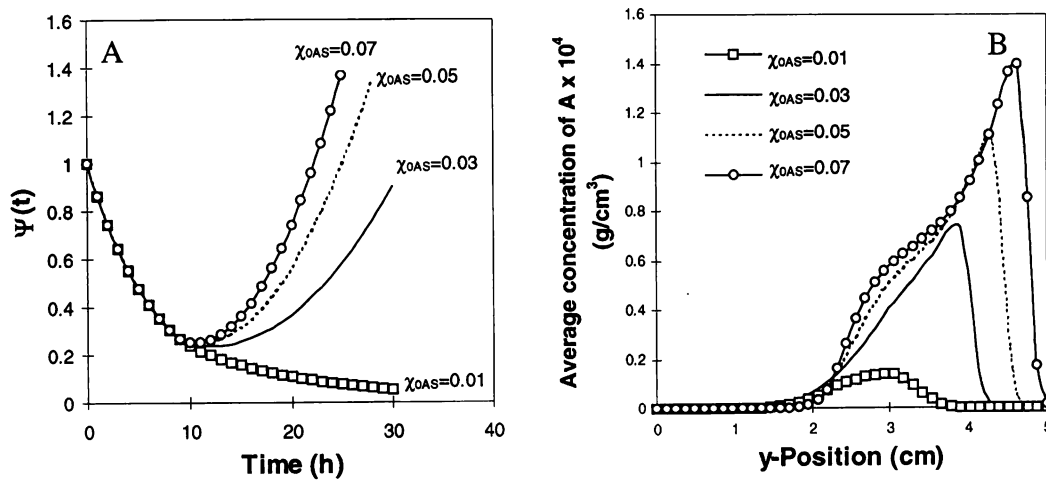 A
1.6
1.4
1.2
1
0.8
0.6
0.4
0.2
0
Ψ (t)
χ0AS=0.07
χ0AS=0.05
χ0AS=0.03
χ0AS=0.01
0 10 20 30 40
Time (h)
B
1.6
1.4
1.2
1
0.8
0.6
0.4
0.2
0
Average concentration of A x 10⁴
(g/cm³)
χ0AS=0.01
χ0AS=0.03
χ0AS=0.05
χ0AS=0.07
0 1 2 3 4 5
y-Position (cm)